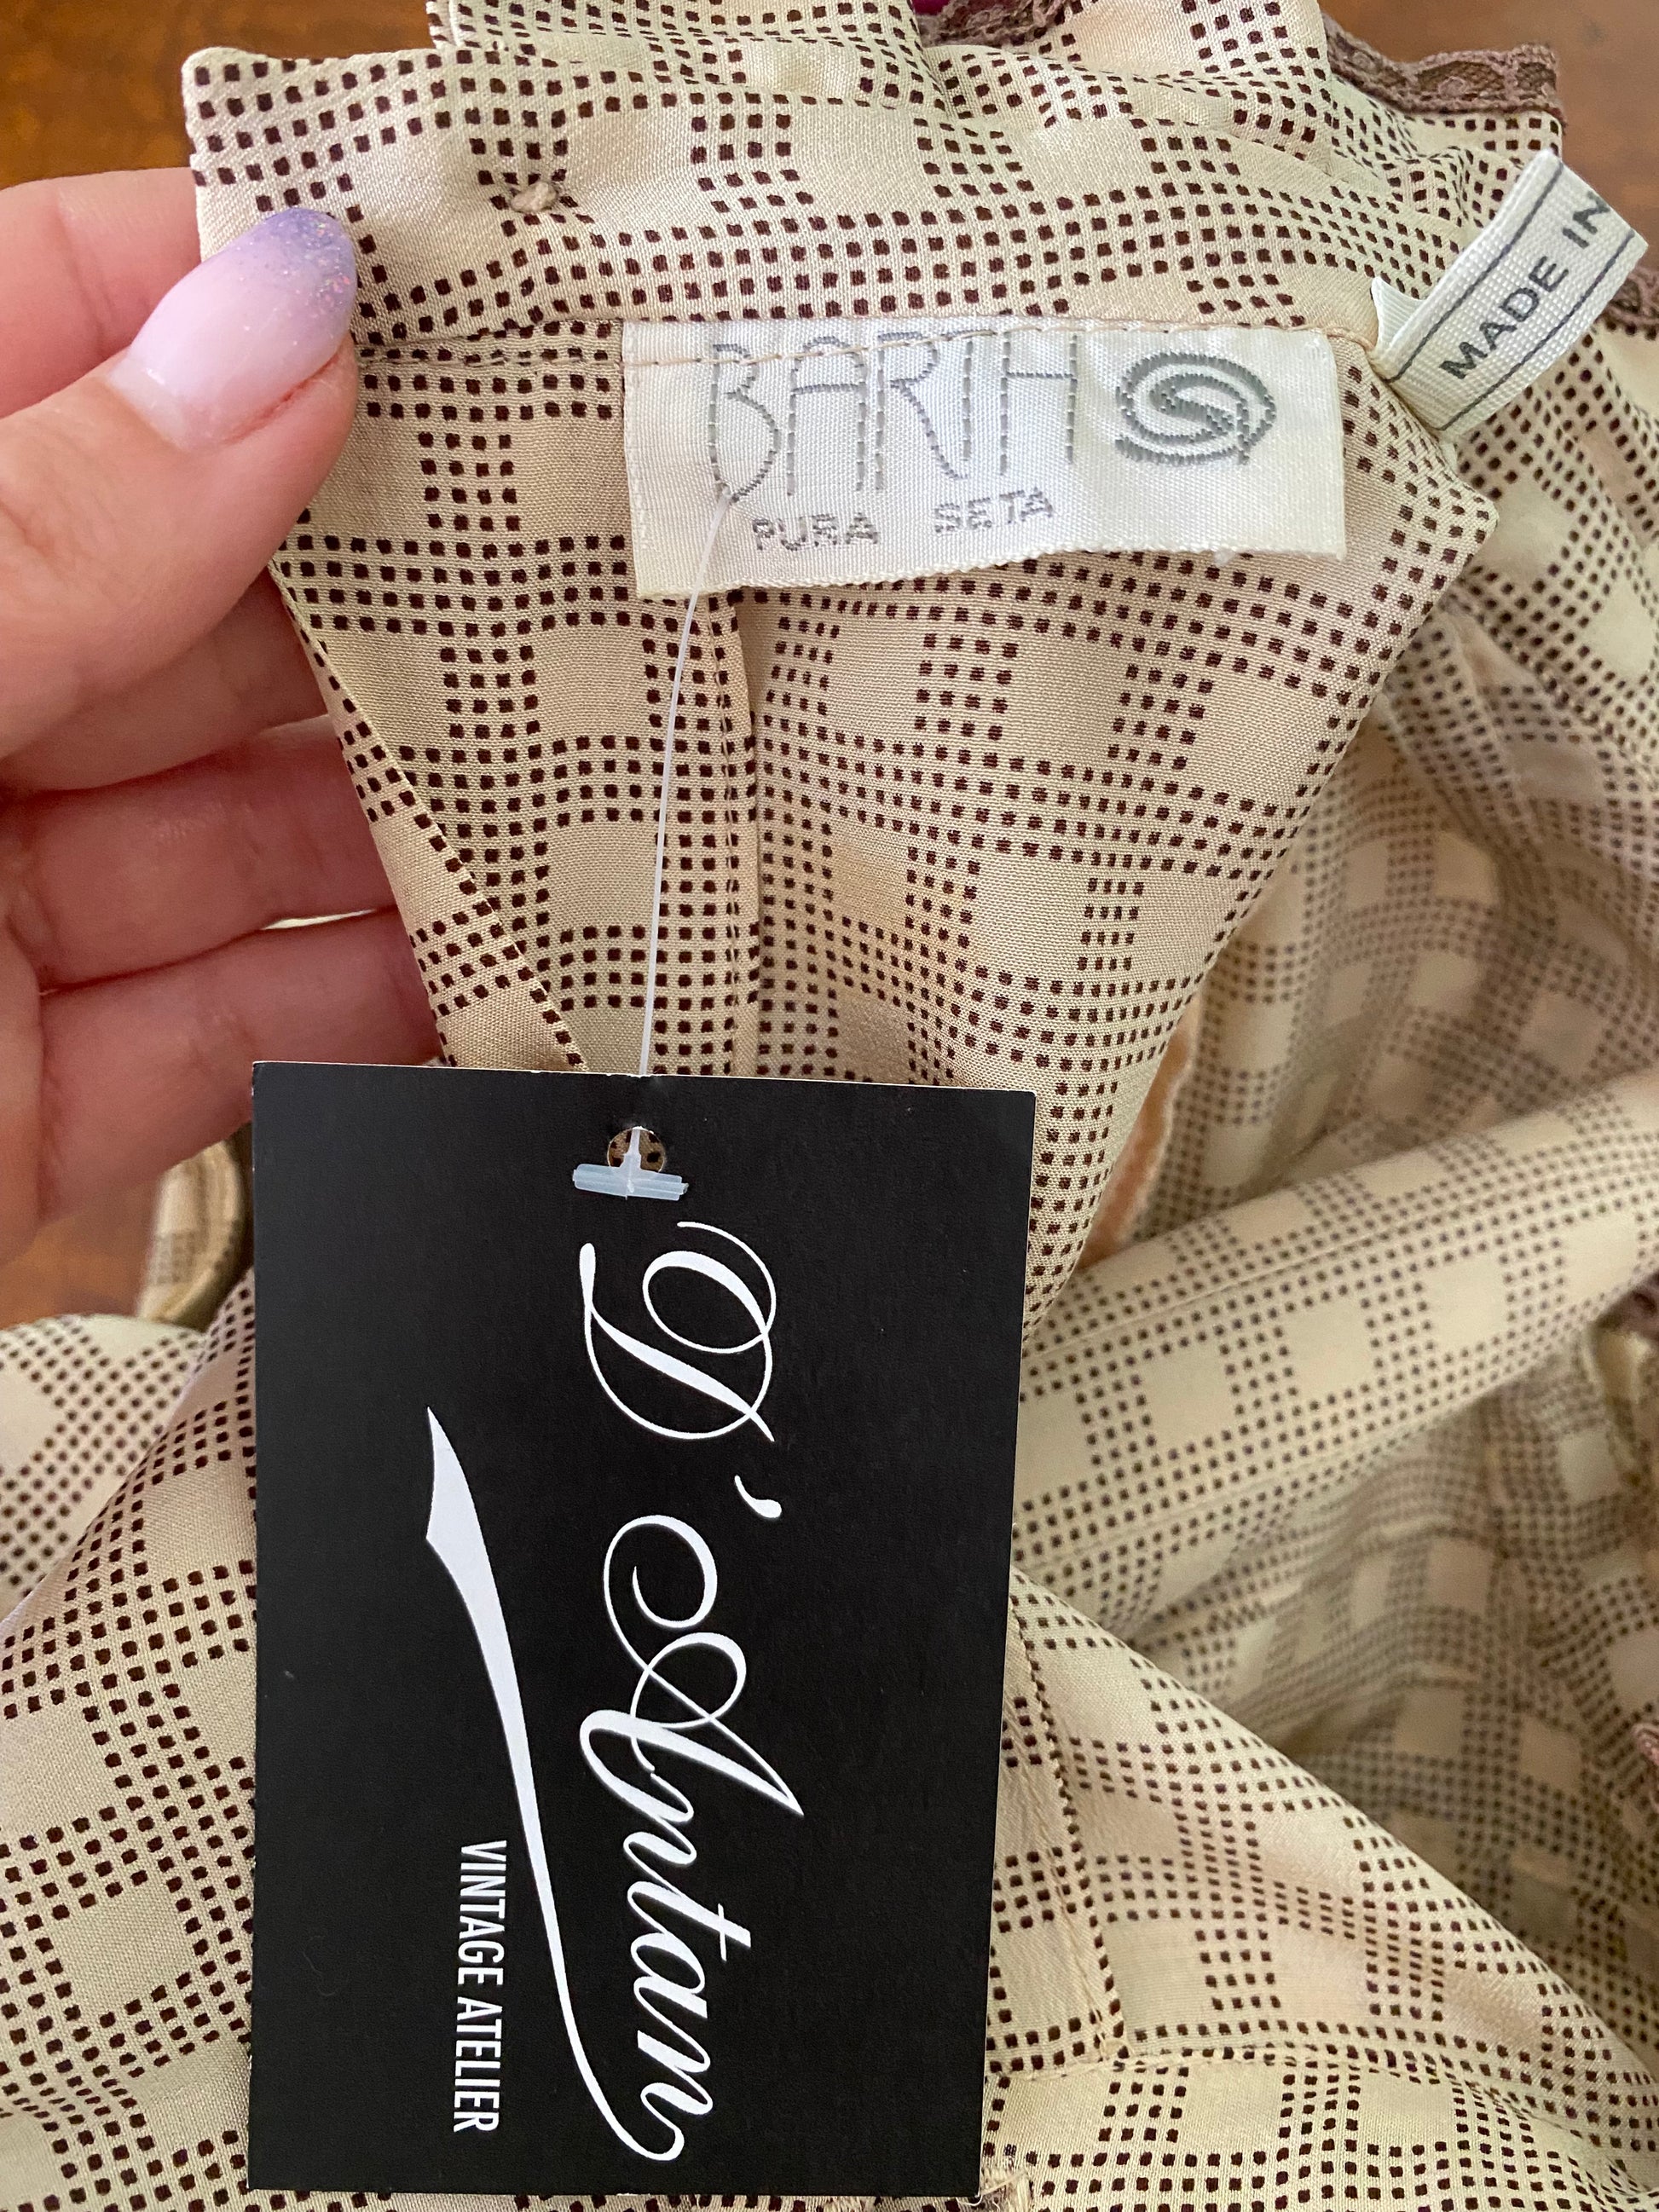 BARTH
PURA SETA
MADE IN
D'Antan
VINTAGE ATELIER